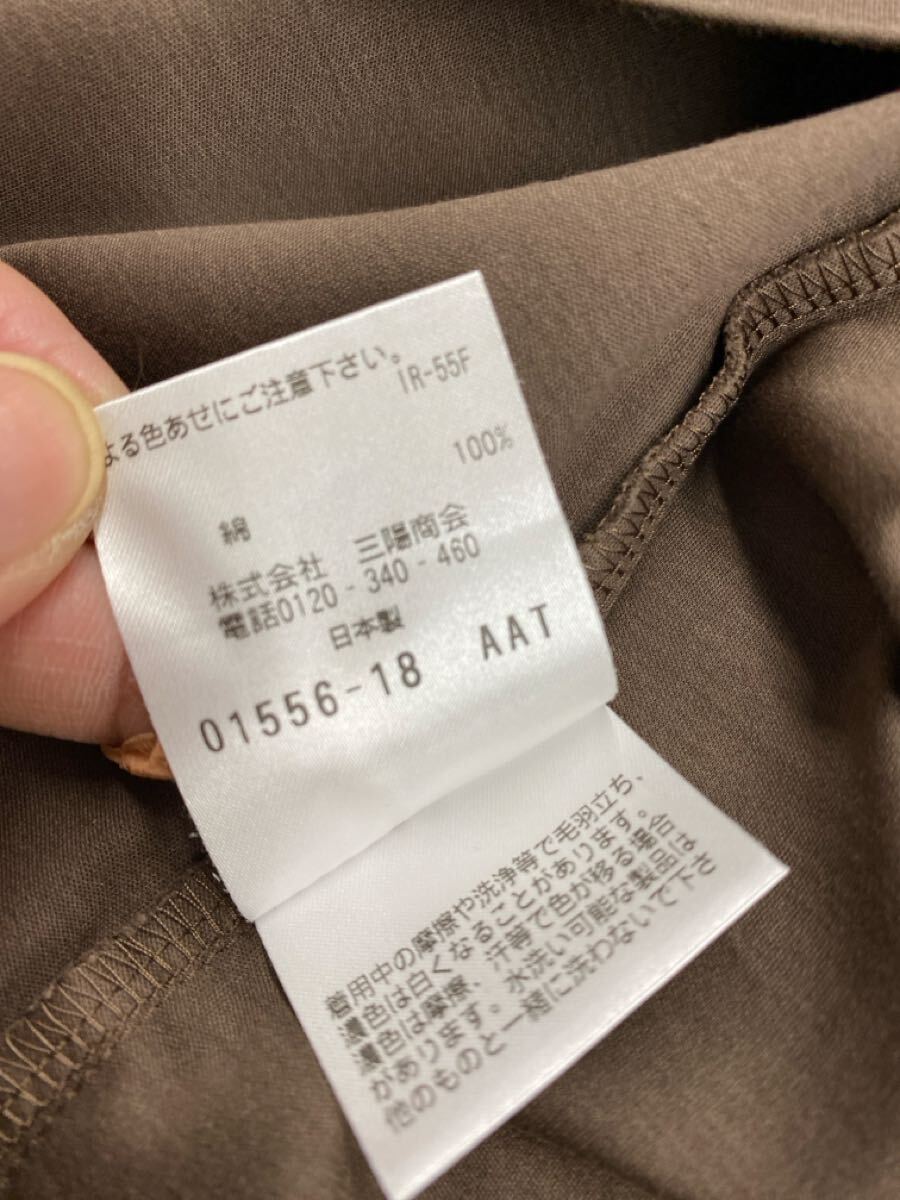 よる色あせにご注意下さい。
IR-55F
100%
綿
株式会社 三陽商会
電話0120-340-460
日本製
01556-18 AAT
着用中の摩擦や洗浄等で毛羽立ち、
濃色は白くなることがあります。
濃色は摩擦、汗等で色が移る場合
があります。水洗い可能な製品は
他のものと一緒に洗わないで下さ